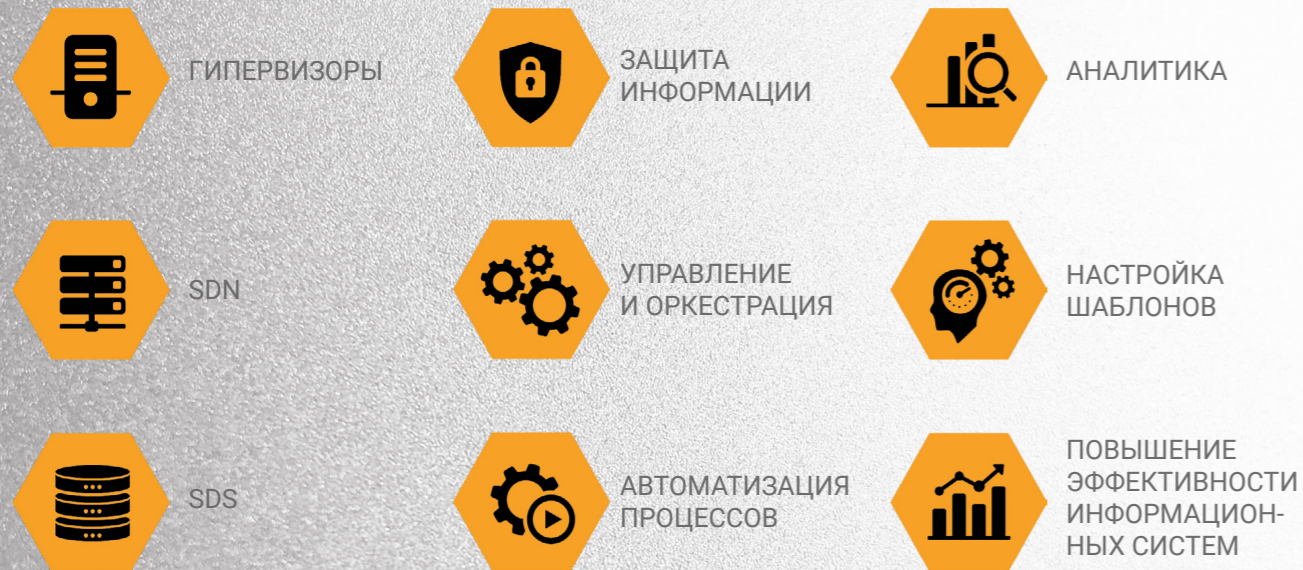 ГИПЕРВИЗОРЫ
ЗАЩИТА
ИНФОРМАЦИИ
АНАЛИТИКА
SDN
УПРАВЛЕНИЕ
И ОРКЕСТРАЦИЯ
НАСТРОЙКА
ШАБЛОНОВ
SDS
АВТОМАТИЗАЦИЯ
ПРОЦЕССОВ
ПОВЫШЕНИЕ
ЭФФЕКТИВНОСТИ
ИНФОРМАЦИОН-
НЫХ СИСТЕМ